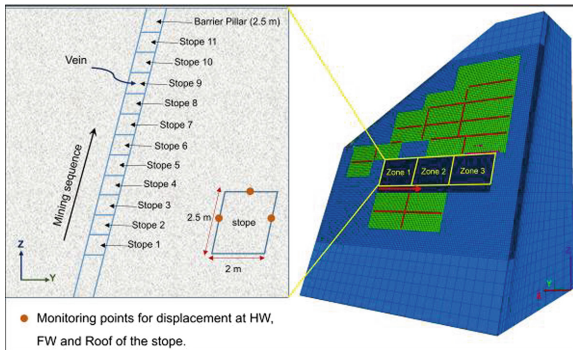 Barrier Pillar (2.5 m)
Stope 11
Stope 10
Vein
Stope 9
Stope 8
Stope 7
Stope 6
Stope 5
Stope 4
Stope 3
Stope 2
Stope 1
Mining sequence
2.5 m
stope
2 m
Z
Y
Monitoring points for displacement at HW,
FW and Roof of the stope.
Zone 1
Zone 2
Zone 3
Y